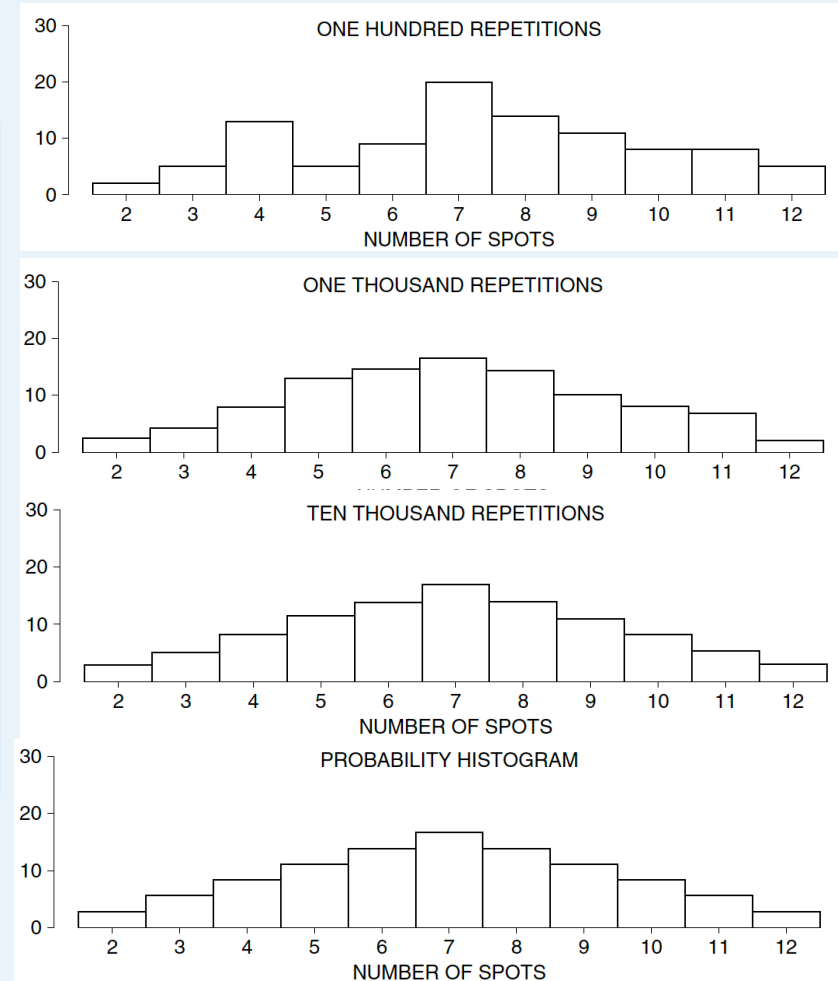 ONE HUNDRED REPETITIONS
30
20
10
0
2 3 4 5 6 7 8 9 10 11 12
NUMBER OF SPOTS
ONE THOUSAND REPETITIONS
30
20
10
0
2 3 4 5 6 7 8 9 10 11 12
TEN THOUSAND REPETITIONS
30
20
10
0
2 3 4 5 6 7 8 9 10 11 12
NUMBER OF SPOTS
PROBABILITY HISTOGRAM
30
20
10
0
2 3 4 5 6 7 8 9 10 11 12
NUMBER OF SPOTS